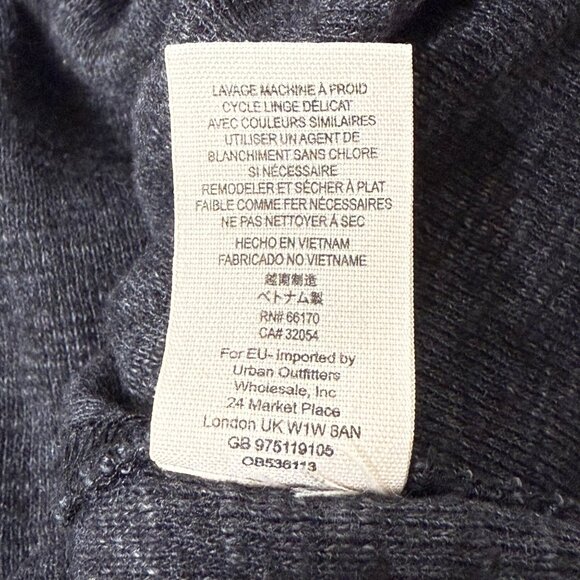 LAVAGE MACHINE À FROID
CYCLE LINGE DÉLICAT
AVEC COULEURS SIMILAIRES
UTILISER UN AGENT DE
BLANCHIMENT SANS CHLORE
SI NÉCESSAIRE
REMODELER ET SÉCHER À PLAT
FAIBLE COMME FER NÉCESSAIRES
NE PAS NETTOYER À SEC
HECHO EN VIETNAM
FABRICADO NO VIETNAME
越南制造
ベトナム製
RN# 66170
CA# 32054
For EU- imported by
Urban Outfitters
Wholesale, Inc
24 Market Place
London UK W1W 8AN
GB 975119105
OB536113